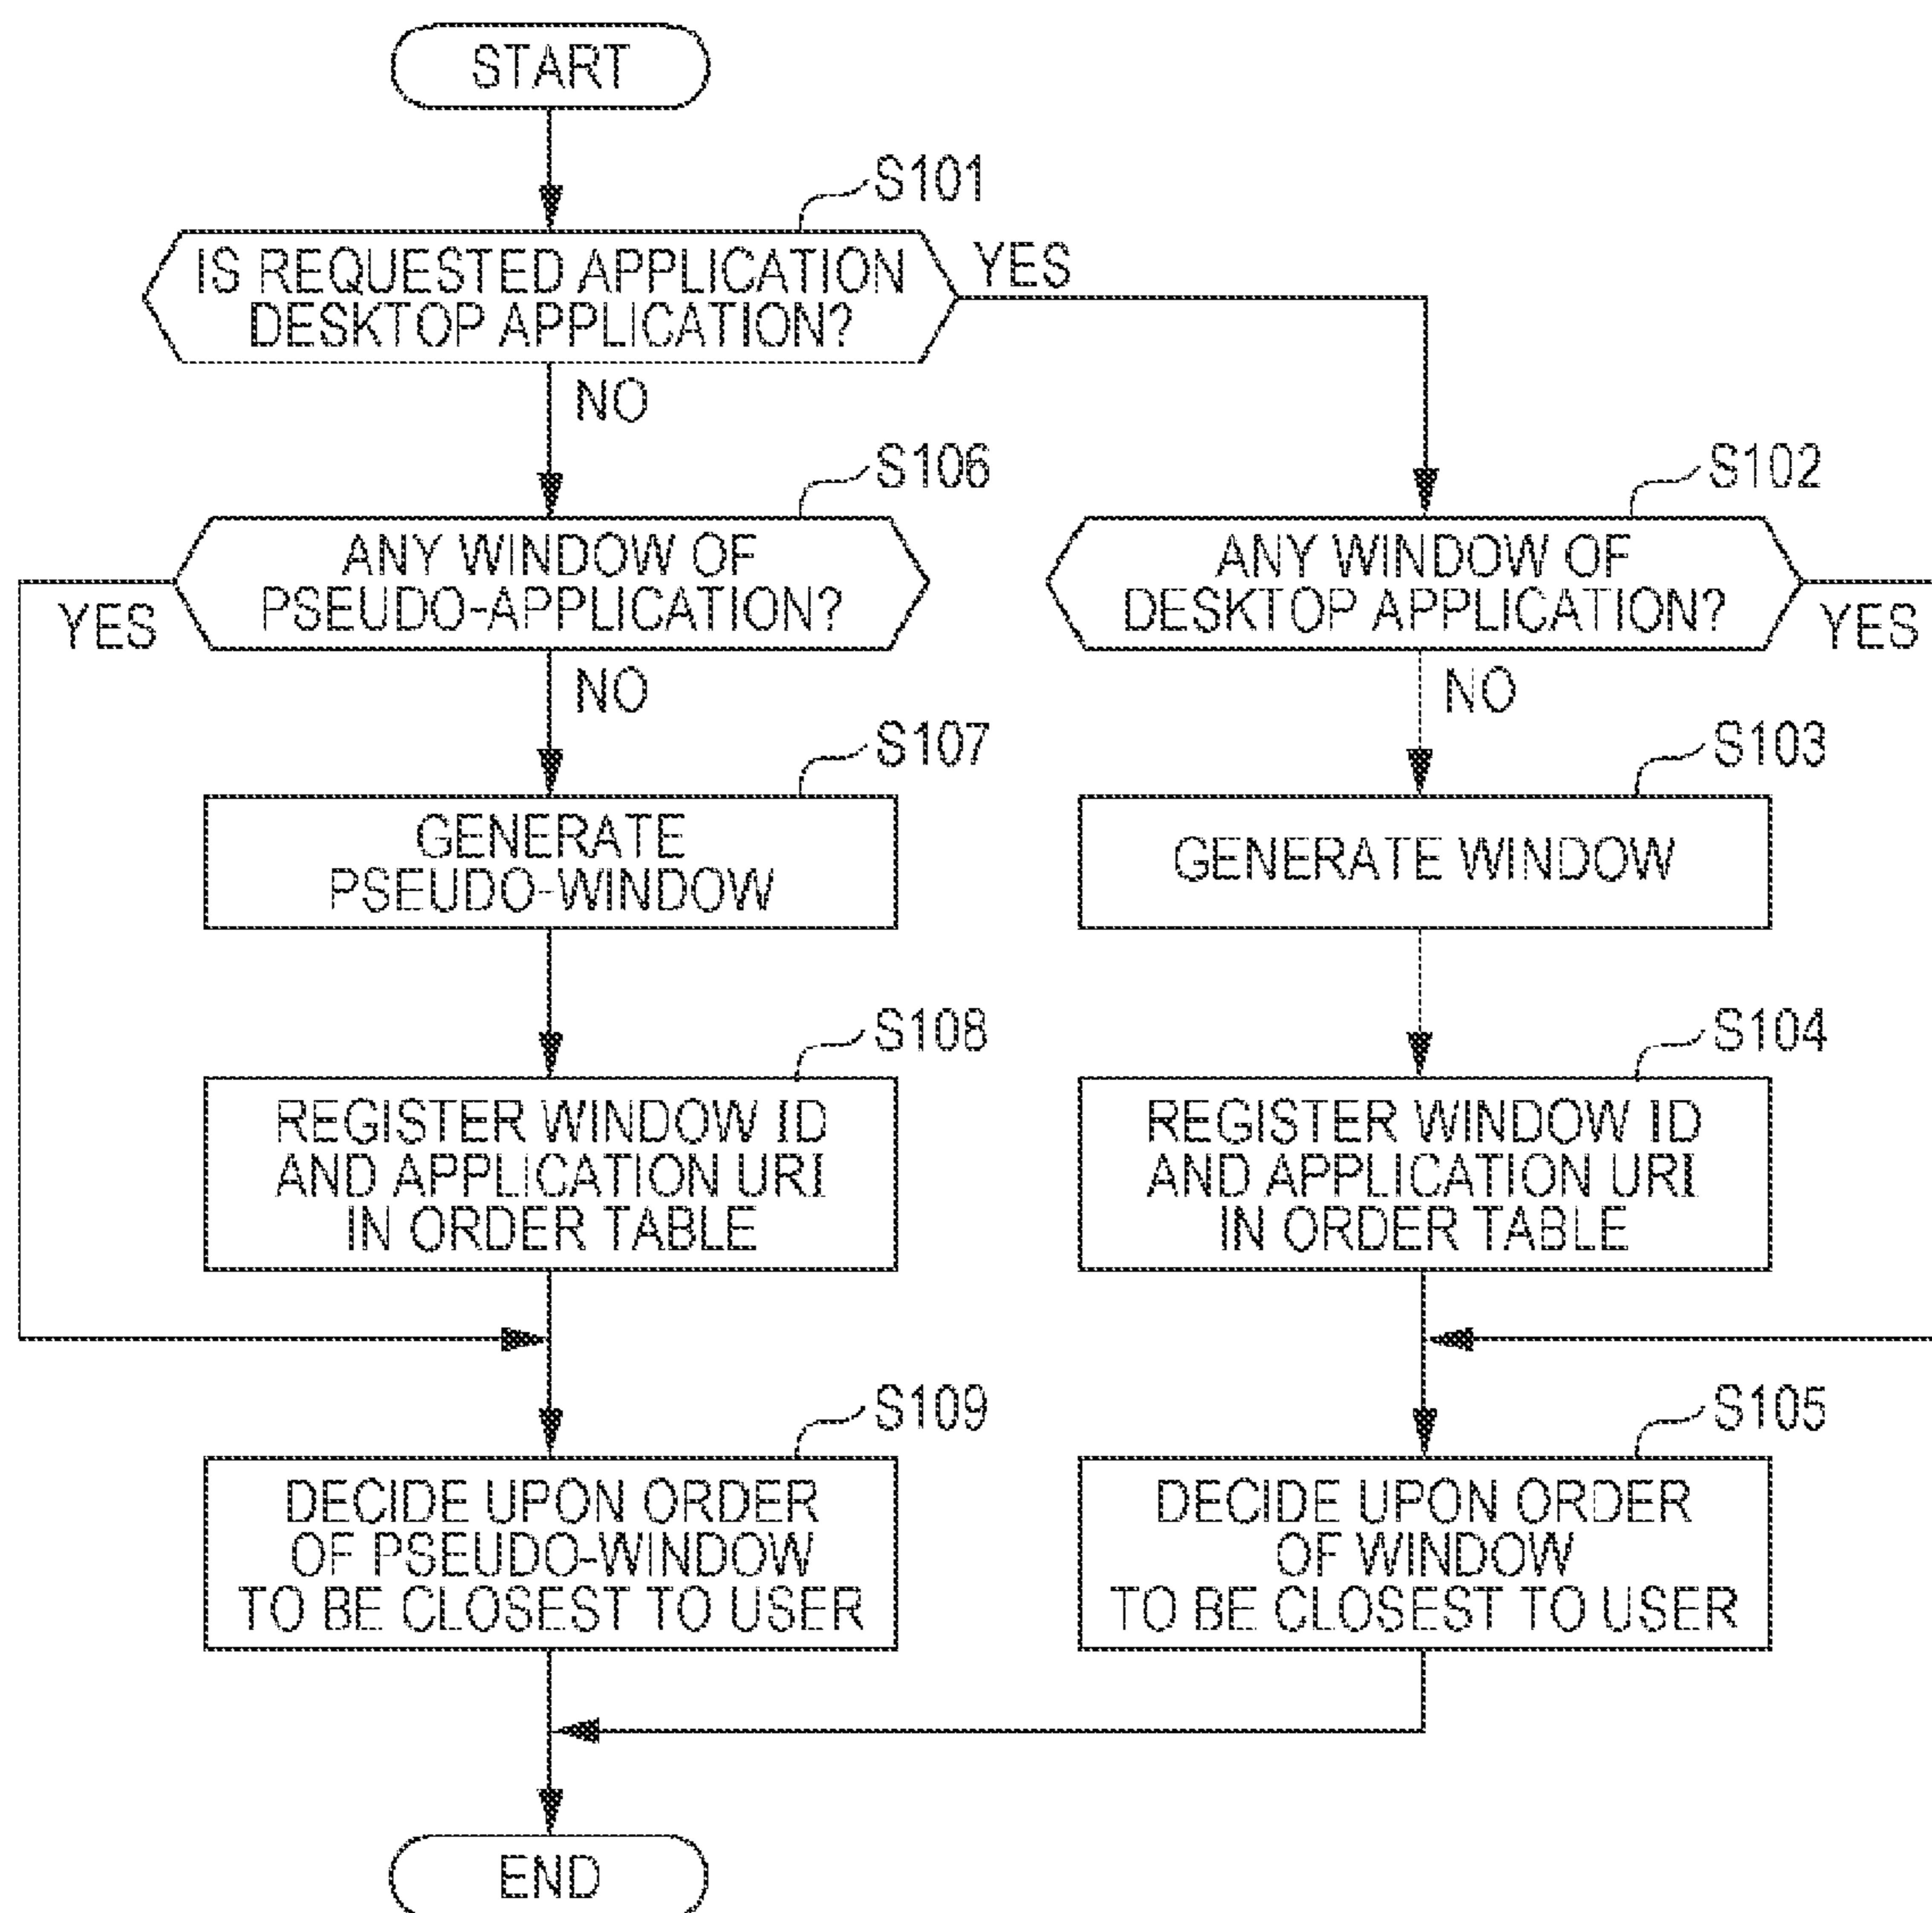 START
S101
IS REQUESTED APPLICATION
DESKTOP APPLICATION?
YES
NO
S106
ANY WINDOW OF
PSEUDO-APPLICATION?
YES
NO
S102
ANY WINDOW OF
DESKTOP APPLICATION?
YES
NO
S107
GENERATE
PSEUDO-WINDOW
S103
GENERATE WINDOW
S108
REGISTER WINDOW ID
AND APPLICATION URI
IN ORDER TABLE
S104
REGISTER WINDOW ID
AND APPLICATION URI
IN ORDER TABLE
S109
DECIDE UPON ORDER
OF PSEUDO-WINDOW
TO BE CLOSEST TO USER
S105
DECIDE UPON ORDER
OF WINDOW
TO BE CLOSEST TO USER
END